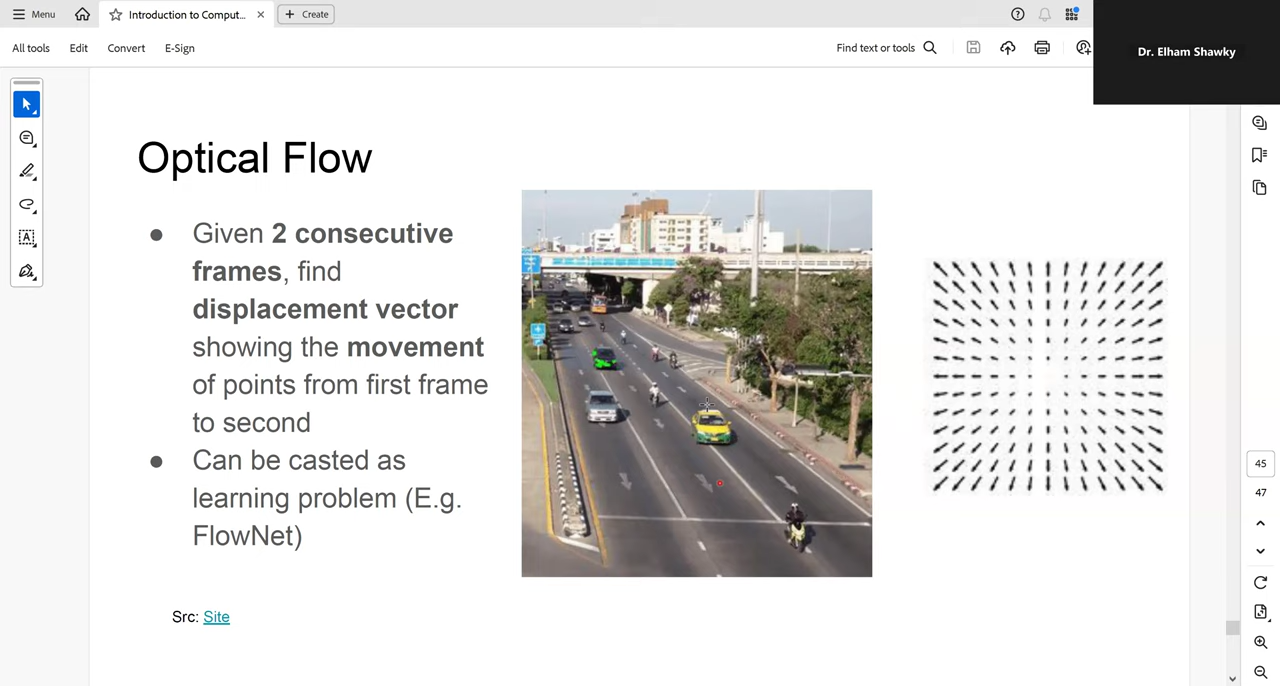 Menu
Introduction to Comput...
Create
All tools
Edit
Convert
E-Sign
Find text or tools
Dr. Elham Shawky
Optical Flow
● Given 2 consecutive
frames, find
displacement vector
showing the movement
of points from first frame
to second
● Can be casted as
learning problem (E.g.
FlowNet)
Src: Site
45
47